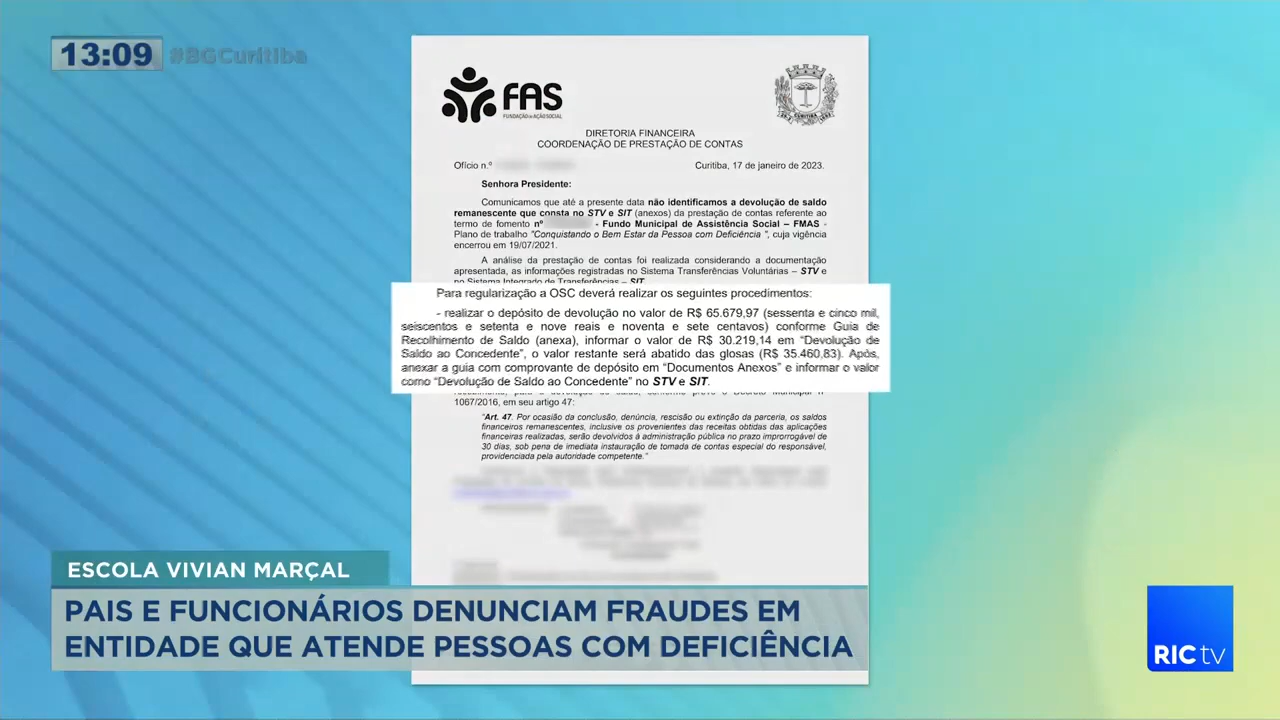 13:09 #BGCuritiba
FAS
FUNDAÇÃO DE AÇÃO SOCIAL
CURITIBA
DIRETORIA FINANCEIRA
COORDENAÇÃO DE PRESTAÇÃO DE CONTAS
Ofício n.º
Curitiba, 17 de janeiro de 2023.
Senhora Presidente:
Comunicamos que até a presente data não identificamos a devolução de saldo
remanescente que consta no STV e SIT (anexos) da prestação de contas referente ao
termo de fomento nº - Fundo Municipal de Assistência Social – FMAS -
Plano de trabalho "Conquistando o Bem Estar da Pessoa com Deficiência ", cuja vigência
encerrou em 19/07/2021.
A análise da prestação de contas foi realizada considerando a documentação
apresentada, as informações registradas no Sistema Transferências Voluntárias – STV e
no Sistema Integrado de Transferências – SIT.
Para regularização a OSC deverá realizar os seguintes procedimentos:
- realizar o depósito de devolução no valor de R$ 65.679,97 (sessenta e cinco mil,
seiscentos e setenta e nove reais e noventa e sete centavos) conforme Guia de
Recolhimento de Saldo (anexa), informar o valor de R$ 30.219,14 em “Devolução de
Saldo ao Concedente”, o valor restante será abatido das glosas (R$ 35.460,83). Após,
anexar a guia com comprovante de depósito em “Documentos Anexos” e informar o valor
como “Devolução de Saldo ao Concedente” no STV e SIT.
1067/2016, em seu artigo 47:
“Art. 47. Por ocasião da conclusão, denúncia, rescisão ou extinção da parceria, os saldos
financeiros remanescentes, inclusive os provenientes das receitas obtidas das aplicações
financeiras realizadas, serão devolvidos à administração pública no prazo improrrogável de
30 dias, sob pena de imediata instauração de tomada de contas especial do responsável,
providenciada pela autoridade competente.”
ESCOLA VIVIAN MARÇAL
PAIS E FUNCIONÁRIOS DENUNCIAM FRAUDES EM
ENTIDADE QUE ATENDE PESSOAS COM DEFICIÊNCIA
RIC tv